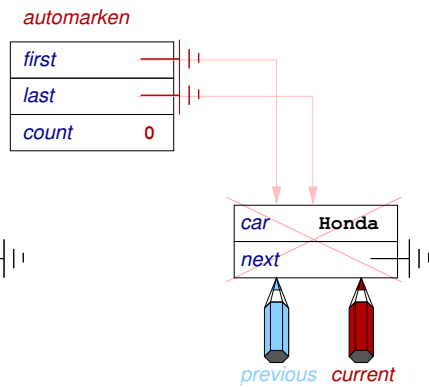 automarken
first
last
count 0
car Honda
next
previous current